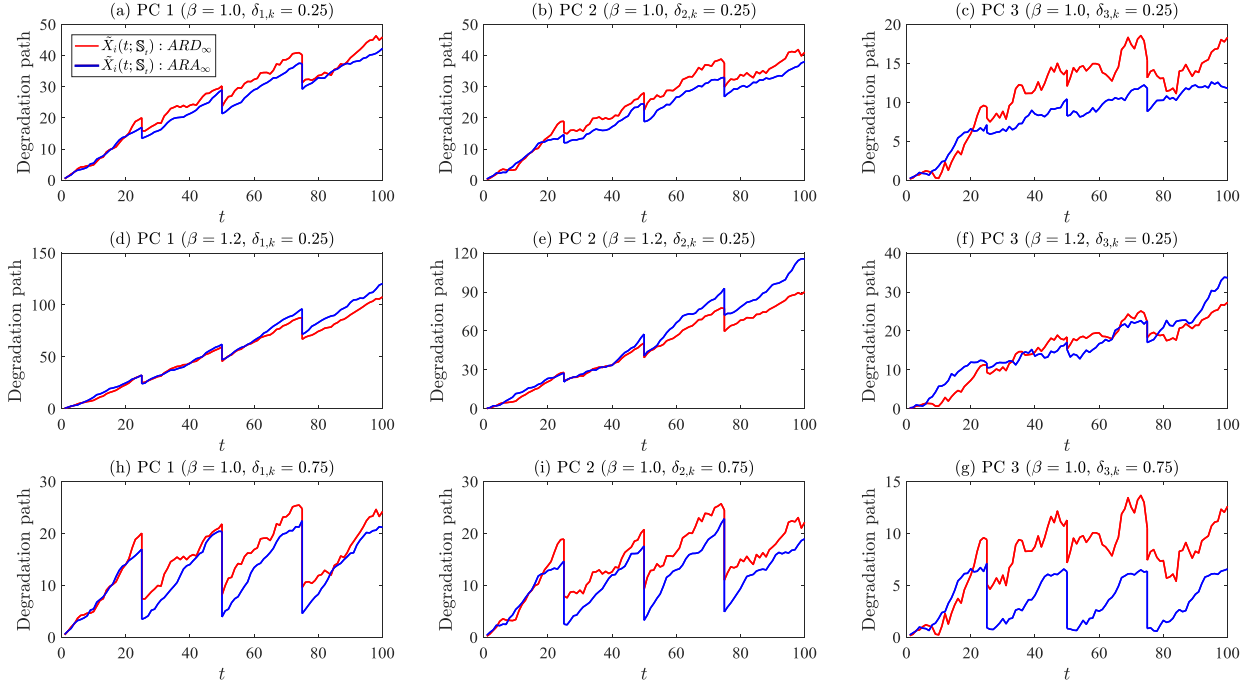 (a) PC 1 (β = 1.0, δ₁,ₖ = 0.25)
50
40
30
20
10
0
Degradation path
X̃ᵢ(t; 𝕊ₜ) : ARD∞
X̃ᵢ(t; 𝕊ₜ) : ARA∞
0 20 40 60 80 100
t
(b) PC 2 (β = 1.0, δ₂,ₖ = 0.25)
50
40
30
20
10
0
Degradation path
0 20 40 60 80 100
t
(c) PC 3 (β = 1.0, δ₃,ₖ = 0.25)
20
15
10
5
0
Degradation path
0 20 40 60 80 100
t
(d) PC 1 (β = 1.2, δ₁,ₖ = 0.25)
150
100
50
0
Degradation path
0 20 40 60 80 100
t
(e) PC 2 (β = 1.2, δ₂,ₖ = 0.25)
120
90
60
30
0
Degradation path
0 20 40 60 80 100
t
(f) PC 3 (β = 1.2, δ₃,ₖ = 0.25)
40
30
20
10
0
Degradation path
0 20 40 60 80 100
t
(h) PC 1 (β = 1.0, δ₁,ₖ = 0.75)
30
20
10
0
Degradation path
0 20 40 60 80 100
t
(i) PC 2 (β = 1.0, δ₂,ₖ = 0.75)
30
20
10
0
Degradation path
0 20 40 60 80 100
t
(g) PC 3 (β = 1.0, δ₃,ₖ = 0.75)
15
10
5
0
Degradation path
0 20 40 60 80 100
t